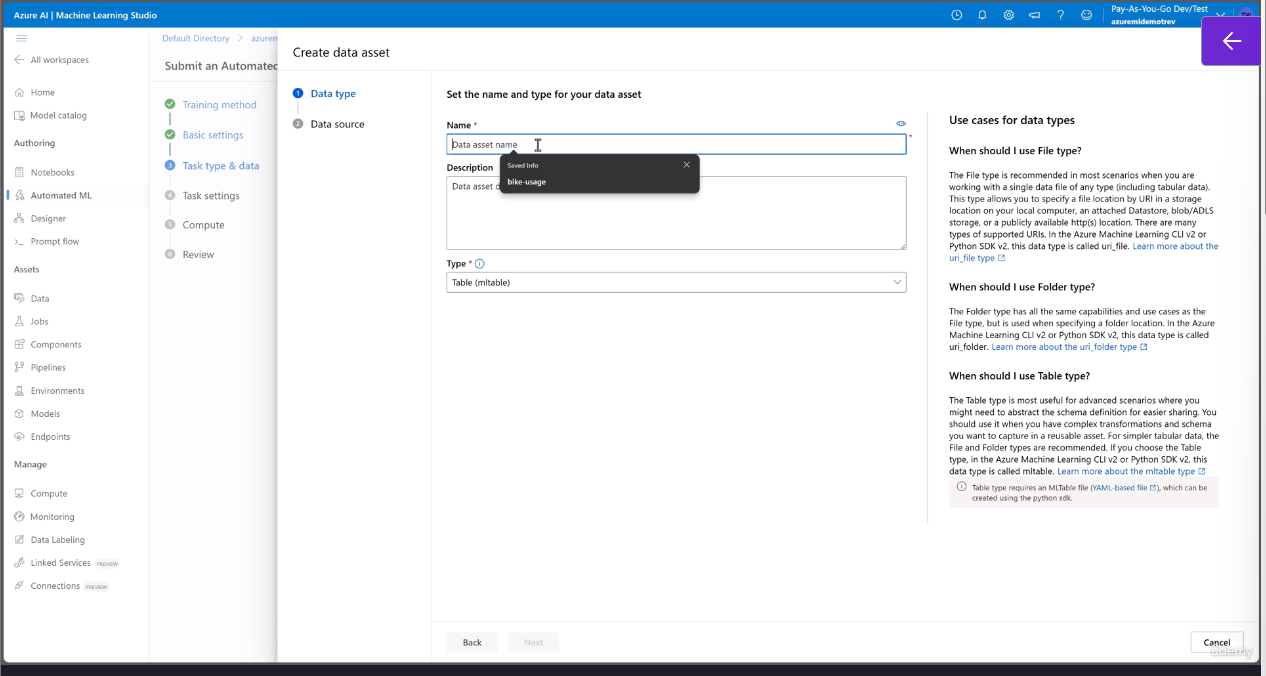 Azure AI | Machine Learning Studio
Pay-As-You-Go Dev/Test
azuremldemotrev
All workspaces
Home
Model catalog
Authoring
Notebooks
Automated ML
Designer
Prompt flow
Assets
Data
Jobs
Components
Pipelines
Environments
Models
Endpoints
Manage
Compute
Monitoring
Data Labeling
Linked Services PREVIEW
Connections PREVIEW
Default Directory > azurem
Submit an Automated
Training method
Basic settings
3 Task type & data
4 Task settings
5 Compute
6 Review
Create data asset
1 Data type
2 Data source
Set the name and type for your data asset
Name *
Data asset name
*
Saved Info
bike-usage
Description
Data asset d
Type *
Table (mltable)
Use cases for data types
When should I use File type?
The File type is recommended in most scenarios when you are
working with a single data file of any type (including tabular data).
This type allows you to specify a file location by URI in a storage
location on your local computer, an attached Datastore, blob/ADLS
storage, or a publicly available http(s) location. There are many
types of supported URIs. In the Azure Machine Learning CLI v2 or
Python SDK v2, this data type is called uri_file. Learn more about the
uri_file type
When should I use Folder type?
The Folder type has all the same capabilities and use cases as the
File type, but is used when specifying a folder location. In the Azure
Machine Learning CLI v2 or Python SDK v2, this data type is called
uri_folder. Learn more about the uri_folder type
When should I use Table type?
The Table type is most useful for advanced scenarios where you
might need to abstract the schema definition for easier sharing. You
should use it when you have complex transformations and schema
you want to capture in a reusable asset. For simpler tabular data, the
File and Folder types are recommended. If you choose the Table
type, in the Azure Machine Learning CLI v2 or Python SDK v2, this
data type is called mltable. Learn more about the mltable type
Table type requires an MLTable file (YAML-based file), which can be
created using the python sdk.
Back
Next
Cancel
udemy